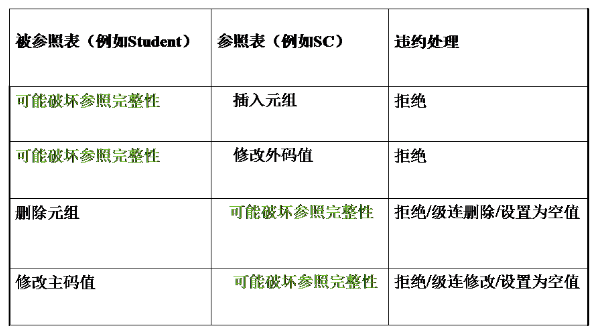 被参照表（例如Student） 参照表（例如SC） 违约处理
可能破坏参照完整性 插入元组 拒绝
可能破坏参照完整性 修改外码值 拒绝
删除元组 可能破坏参照完整性 拒绝/级连删除/设置为空值
修改主码值 可能破坏参照完整性 拒绝/级连修改/设置为空值